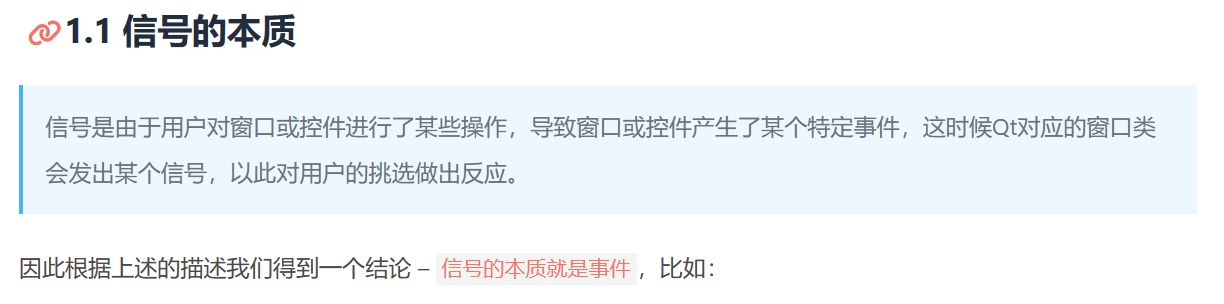 1.1 信号的本质
信号是由于用户对窗口或控件进行了某些操作，导致窗口或控件产生了某个特定事件，这时候Qt对应的窗口类
会发出某个信号，以此对用户的挑选做出反应。
因此根据上述的描述我们得到一个结论 – 信号的本质就是事件，比如：